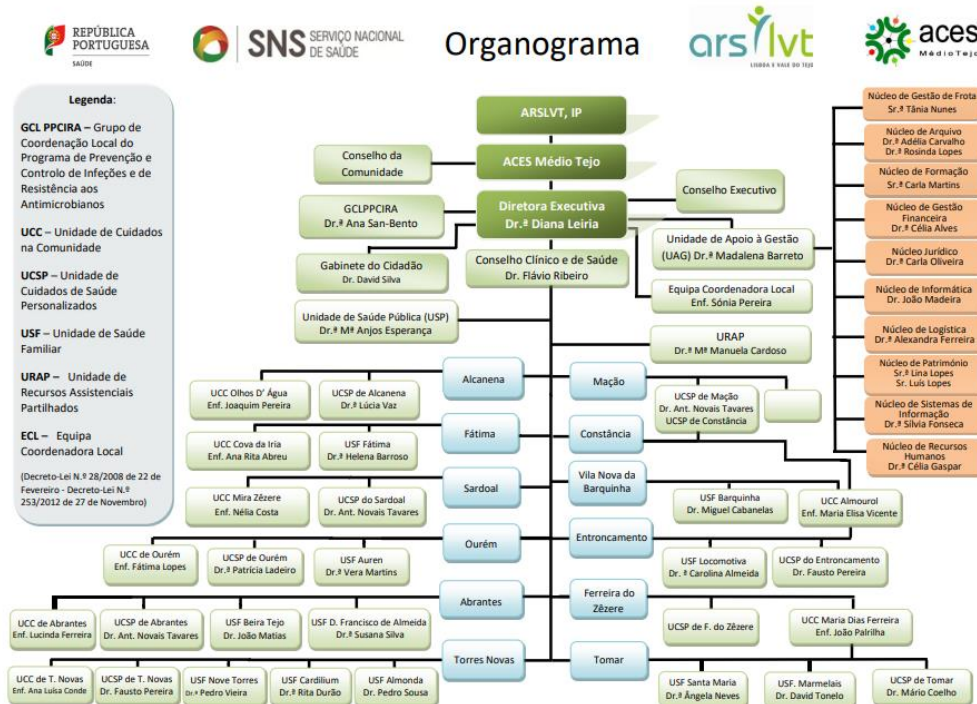 REPÚBLICA
PORTUGUESA
SAÚDE
SNS SERVIÇO NACIONAL
DE SAÚDE
Organograma
ars lvt
LISBOA E VALE DO TEJO
aces
MédioTejo
Legenda:
GCL PPCIRA – Grupo de
Coordenação Local do
Programa de Prevenção e
Controlo de Infeções e de
Resistência aos
Antimicrobianos
UCC – Unidade de Cuidados
na Comunidade
UCSP – Unidade de
Cuidados de Saúde
Personalizados
USF – Unidade de Saúde
Familiar
URAP – Unidade de
Recursos Assistenciais
Partilhados
ECL – Equipa
Coordenadora Local
(Decreto-Lei N.º 28/2008 de 22 de
Fevereiro - Decreto-Lei N.º
253/2012 de 27 de Novembro)
ARSLVT, IP
ACES Médio Tejo
Diretora Executiva
Dr.ª Diana Leiria
Conselho da
Comunidade
Conselho Executivo
GCLPPCIRA
Dr.ª Ana San-Bento
Gabinete do Cidadão
Dr. David Silva
Conselho Clínico e de Saúde
Dr. Flávio Ribeiro
Unidade de Apoio à Gestão
(UAG) Dr.ª Madalena Barreto
Equipa Coordenadora Local
Enf. Sónia Pereira
Unidade de Saúde Pública (USP)
Dr.ª Mª Anjos Esperança
URAP
Dr.ª Mª Manuela Cardoso
Núcleo de Gestão de Frota
Sr.ª Tânia Nunes
Núcleo de Arquivo
Dr.ª Adélia Carvalho
Dr.ª Rosinda Lopes
Núcleo de Formação
Sr.ª Carla Martins
Núcleo de Gestão
Financeira
Dr.ª Célia Alves
Núcleo Jurídico
Dr.ª Carla Oliveira
Núcleo de Informática
Dr. João Madeira
Núcleo de Logística
Dr.ª Alexandra Ferreira
Núcleo de Património
Sr.ª Lina Lopes
Sr. Luís Lopes
Núcleo de Sistemas de
Informação
Dr.ª Sílvia Fonseca
Núcleo de Recursos
Humanos
Dr.ª Célia Gaspar
Alcanena
UCC Olhos D' Água
Enf. Joaquim Pereira
UCSP de Alcanena
Dr.ª Lúcia Vaz
Mação
UCSP de Mação
Dr. Ant. Novais Tavares
UCSP de Constância
Fátima
UCC Cova da Iria
Enf. Ana Rita Abreu
USF Fátima
Dr.ª Helena Barroso
Constância
Sardoal
UCC Mira Zêzere
Enf. Nélia Costa
UCSP do Sardoal
Dr. Ant. Novais Tavares
Vila Nova da
Barquinha
USF Barquinha
Dr. Miguel Cabanelas
UCC Almourol
Enf. Maria Elisa Vicente
Ourém
UCC de Ourém
Enf. Fátima Lopes
UCSP de Ourém
Dr.ª Patrícia Ladeiro
USF Auren
Dr.ª Vera Martins
Entroncamento
USF Locomotiva
Dr. ª Carolina Almeida
UCSP do Entroncamento
Dr. Fausto Pereira
Abrantes
UCC de Abrantes
Enf. Lucinda Ferreira
UCSP de Abrantes
Dr. Ant. Novais Tavares
USF Beira Tejo
Dr. João Matias
USF D. Francisco de Almeida
Dr.ª Susana Silva
Ferreira do
Zêzere
UCSP de F. do Zêzere
UCC Maria Dias Ferreira
Enf. João Palrilha
Torres Novas
UCC de T. Novas
Enf. Ana Luísa Conde
UCSP de T. Novas
Dr. Fausto Pereira
USF Nove Torres
Dr.ª Pedro Vieira
USF Cardilium
Dr.ª Rita Durão
USF Almonda
Dr. Pedro Sousa
Tomar
USF Santa Maria
Dr.ª Ângela Neves
USF. Marmelais
Dr. David Tonelo
UCSP de Tomar
Dr. Mário Coelho